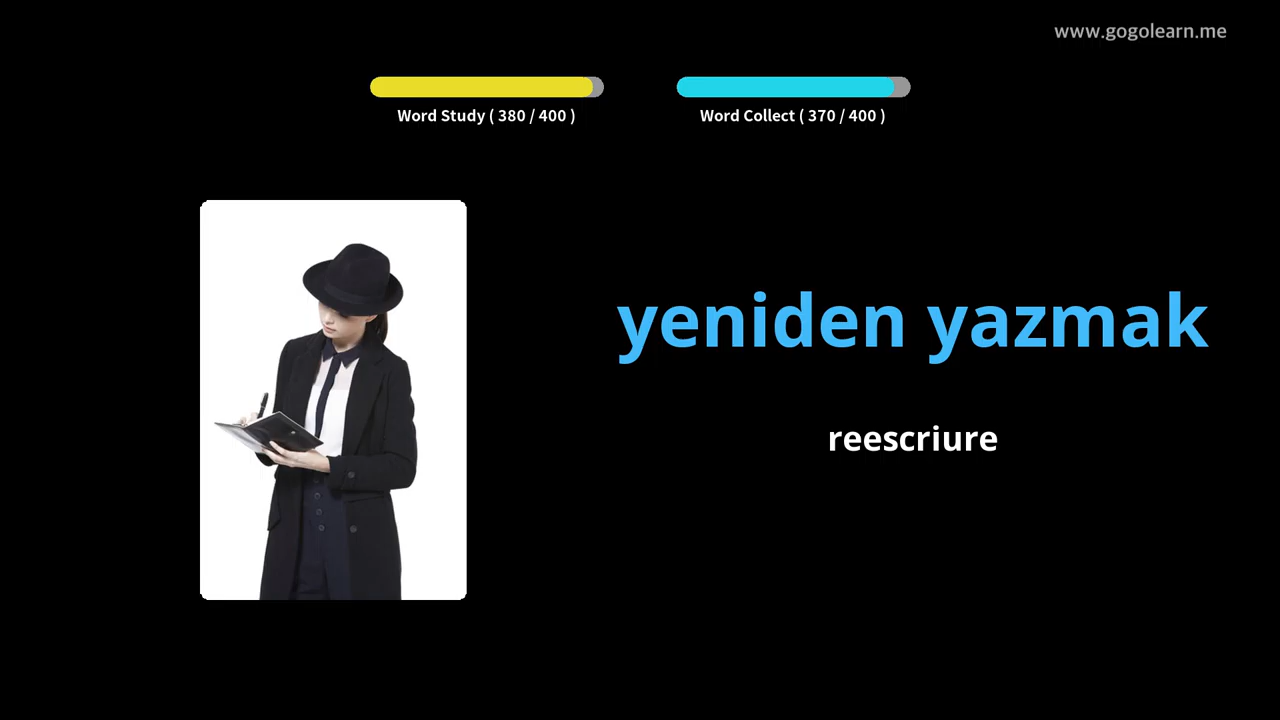 www.gogolearn.me
Word Study ( 380 / 400 )
Word Collect ( 370 / 400 )
yeniden yazmak
reescriure